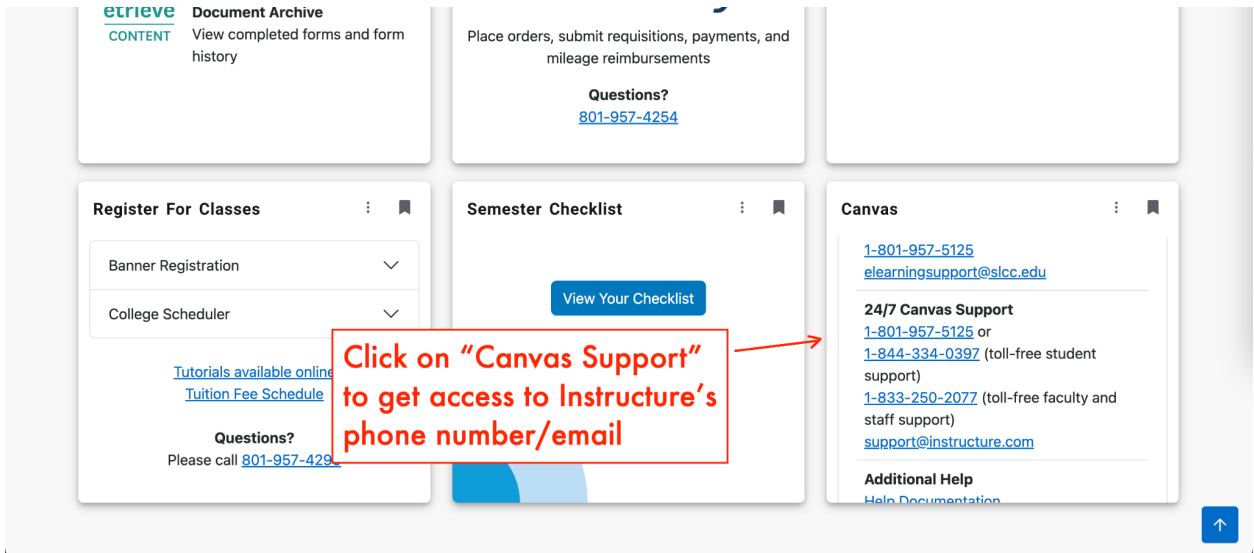 etrieve
CONTENT
Document Archive
View completed forms and form
history
Place orders, submit requisitions, payments, and
mileage reimbursements
Questions?
801-957-4254
Register For Classes
Banner Registration
College Scheduler
Tutorials available online
Tuition Fee Schedule
Questions?
Please call 801-957-429
Semester Checklist
View Your Checklist
Click on “Canvas Support”
to get access to Instructure’s
phone number/email
Canvas
1-801-957-5125
elearningsupport@slcc.edu
24/7 Canvas Support
1-801-957-5125 or
1-844-334-0397 (toll-free student
support)
1-833-250-2077 (toll-free faculty and
staff support)
support@instructure.com
Additional Help
Help Documentation